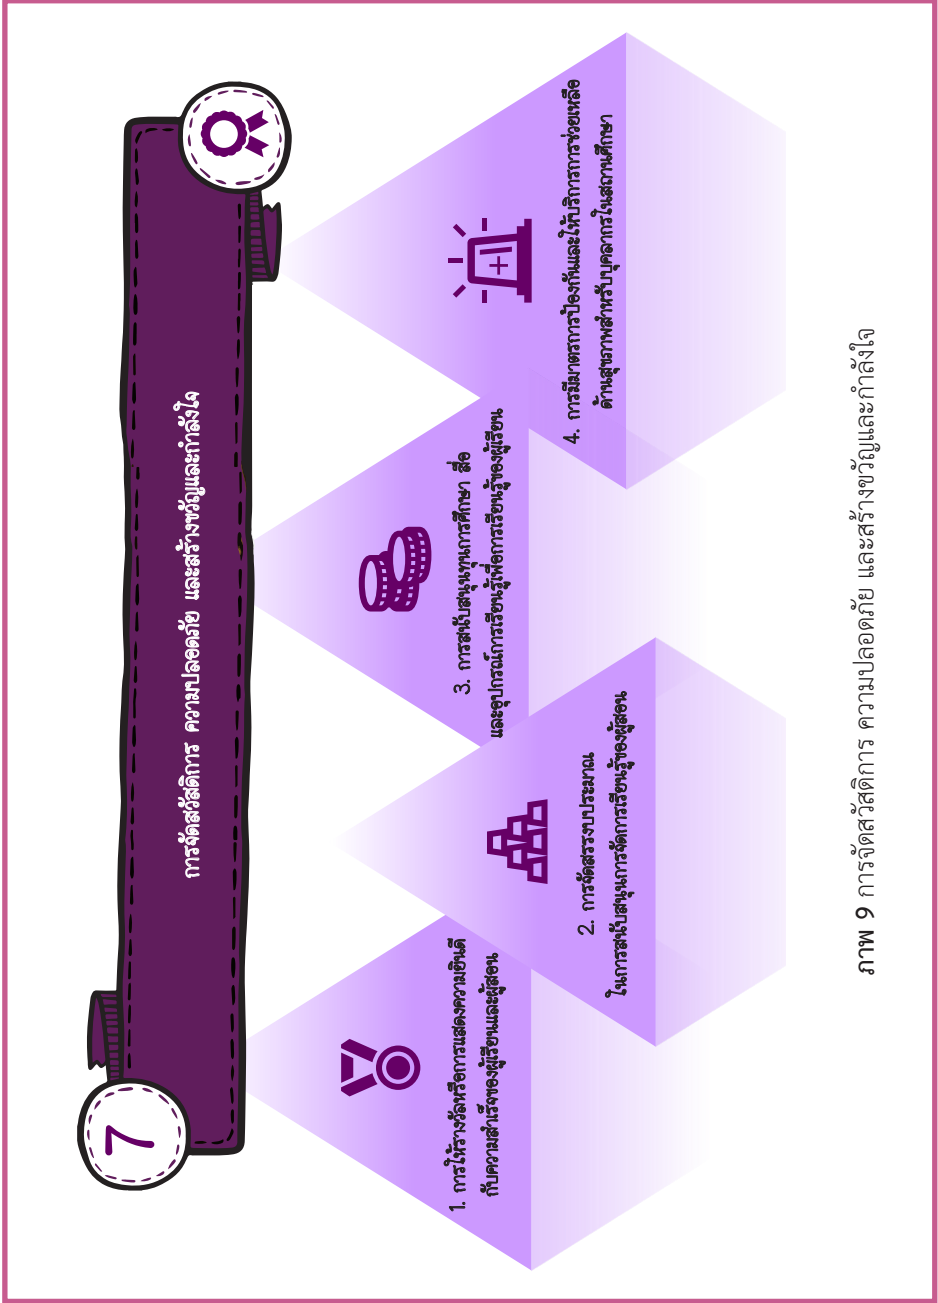 7
การจัดสวัสดิการ ความปลอดภัย และสร้างขวัญและกำลังใจ
1. การให้รางวัลหรือการแสดงความยินดี
กับความสำเร็จของผู้เรียนและผู้สอน
2. การจัดสรรงบประมาณ
ในการสนับสนุนการจัดการเรียนรู้ของผู้สอน
3. การสนับสนุนทุนการศึกษา สื่อ
และอุปกรณ์การเรียนรู้เพื่อการเรียนรู้ของผู้เรียน
4. การมีมาตรการป้องกันและให้บริการการช่วยเหลือ
ด้านสุขภาพสำหรับบุคลากรในสถานศึกษา
ภาพ 9 การจัดสวัสดิการ ความปลอดภัย และสร้างขวัญและกำลังใจ